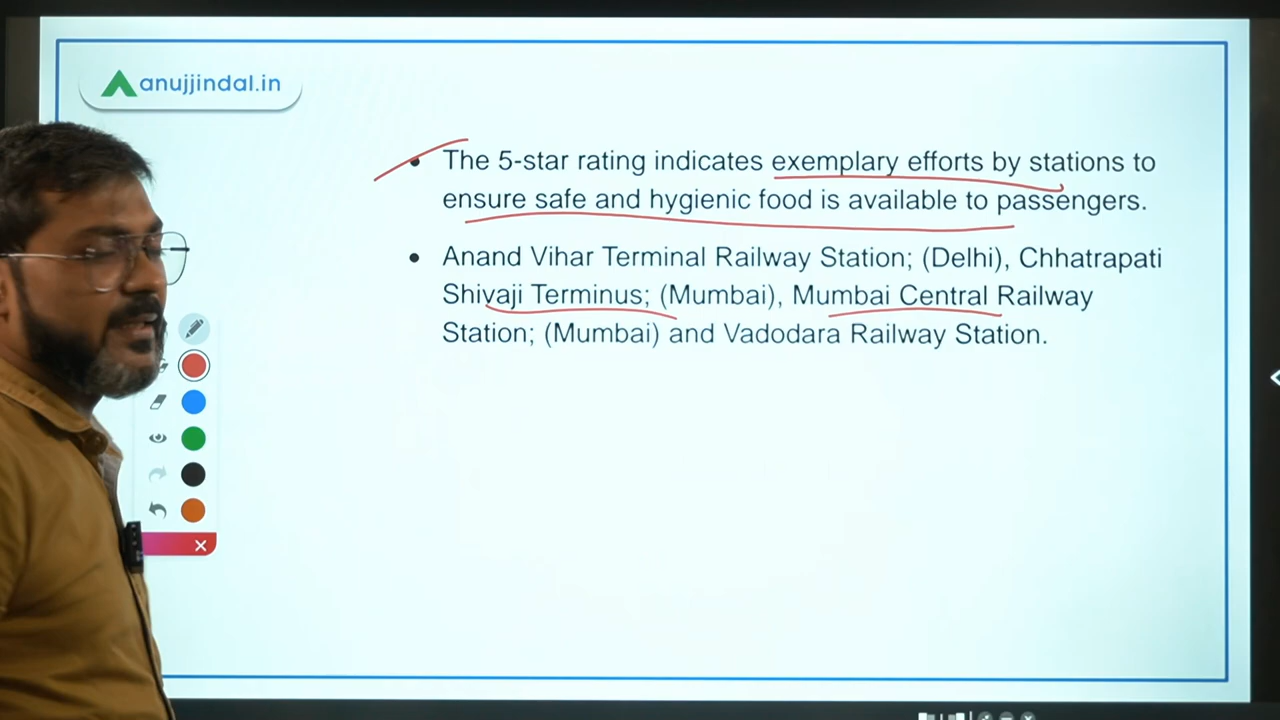 anujjindal.in
• The 5-star rating indicates exemplary efforts by stations to
ensure safe and hygienic food is available to passengers.
• Anand Vihar Terminal Railway Station; (Delhi), Chhatrapati
Shivaji Terminus; (Mumbai), Mumbai Central Railway
Station; (Mumbai) and Vadodara Railway Station.